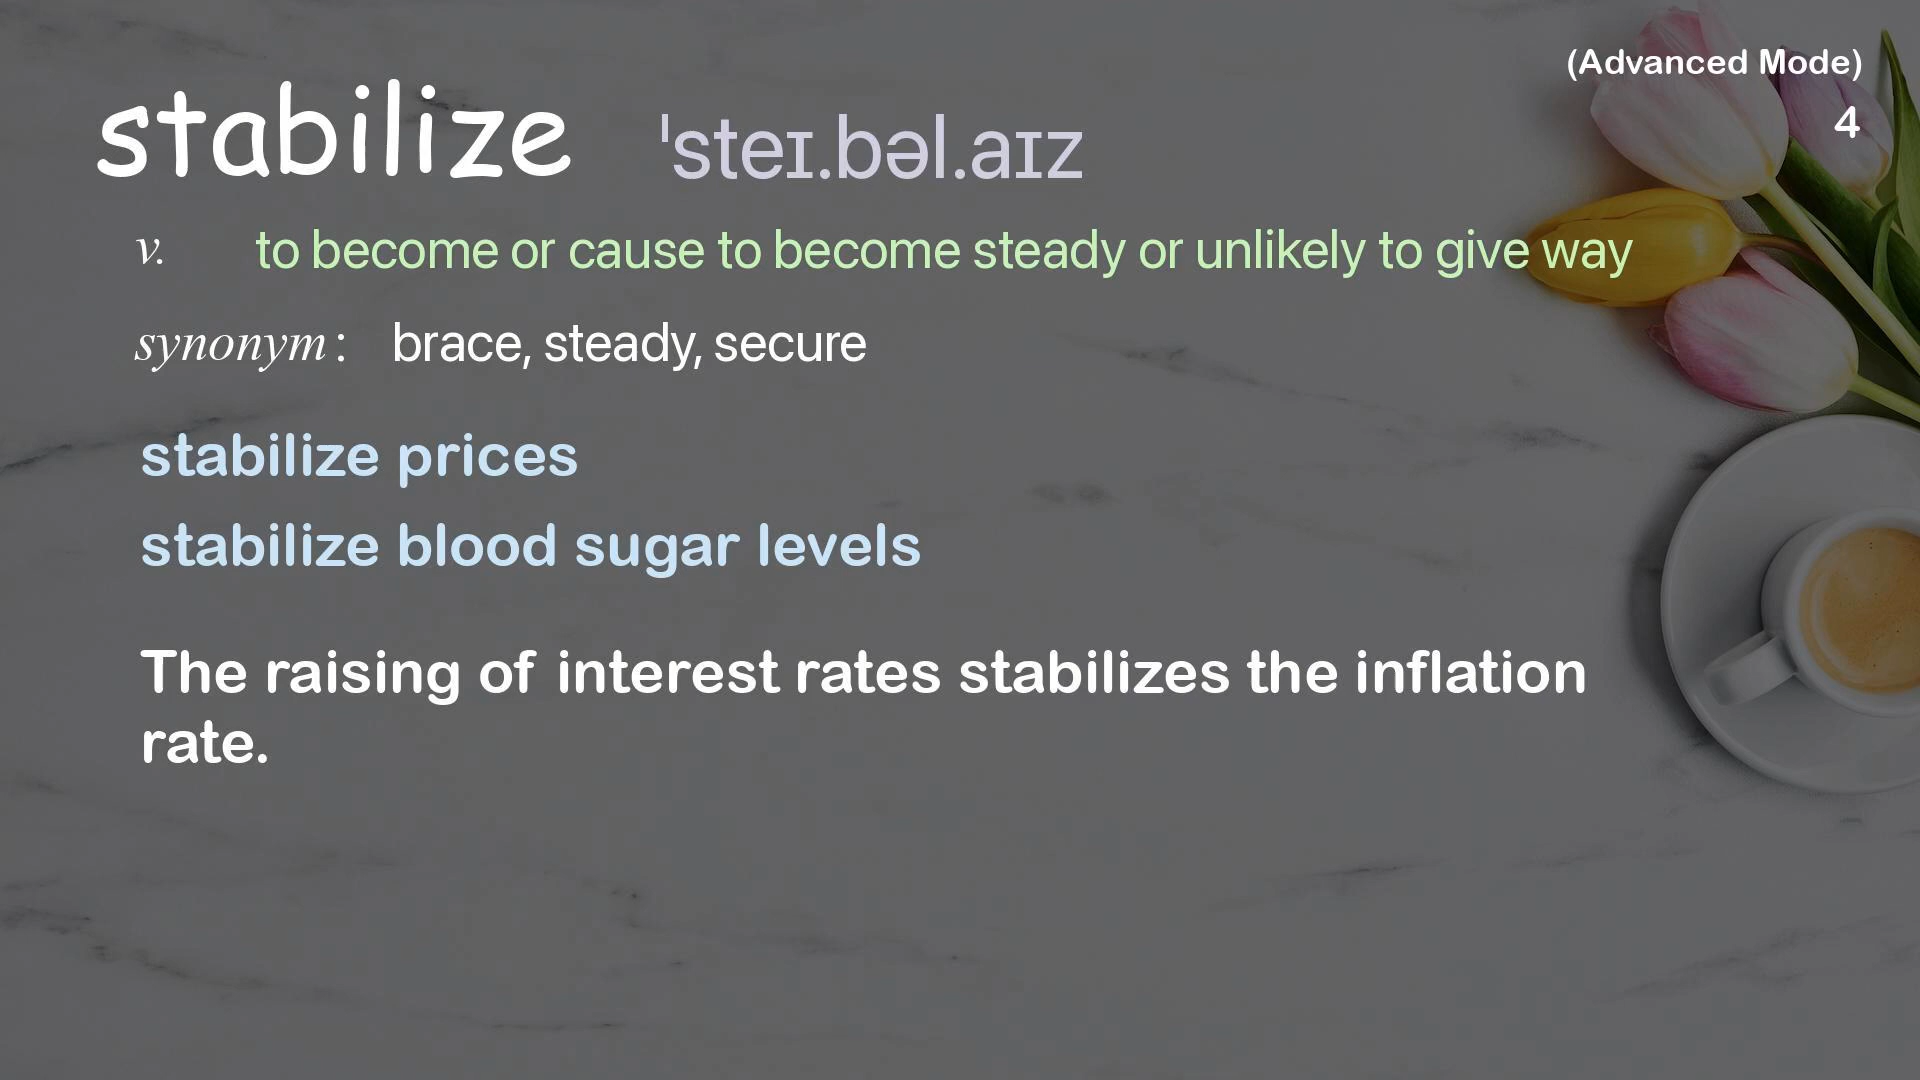 (Advanced Mode)
4
stabilize ˈsteɪ.bəl.aɪz
v. to become or cause to become steady or unlikely to give way
synonym: brace, steady, secure
stabilize prices
stabilize blood sugar levels
The raising of interest rates stabilizes the inflation
rate.